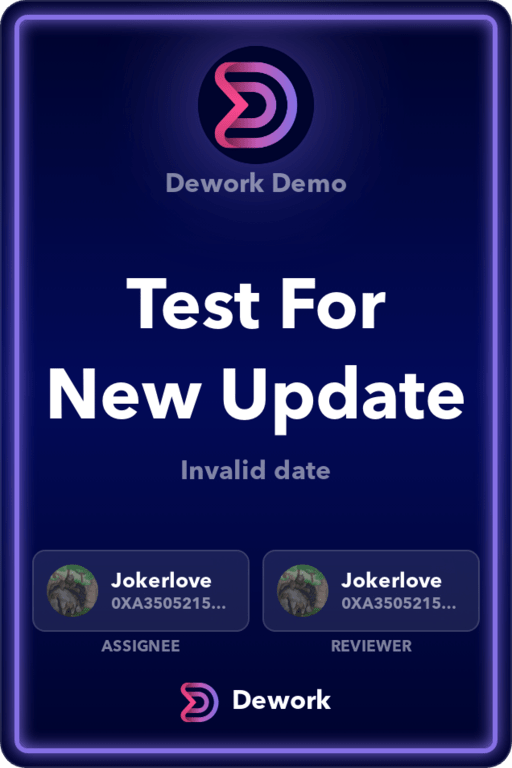 Dework Demo
Test For
New Update
Invalid date
Jokerlove
0XA3505215...
Jokerlove
0XA3505215...
ASSIGNEE
REVIEWER
Dework